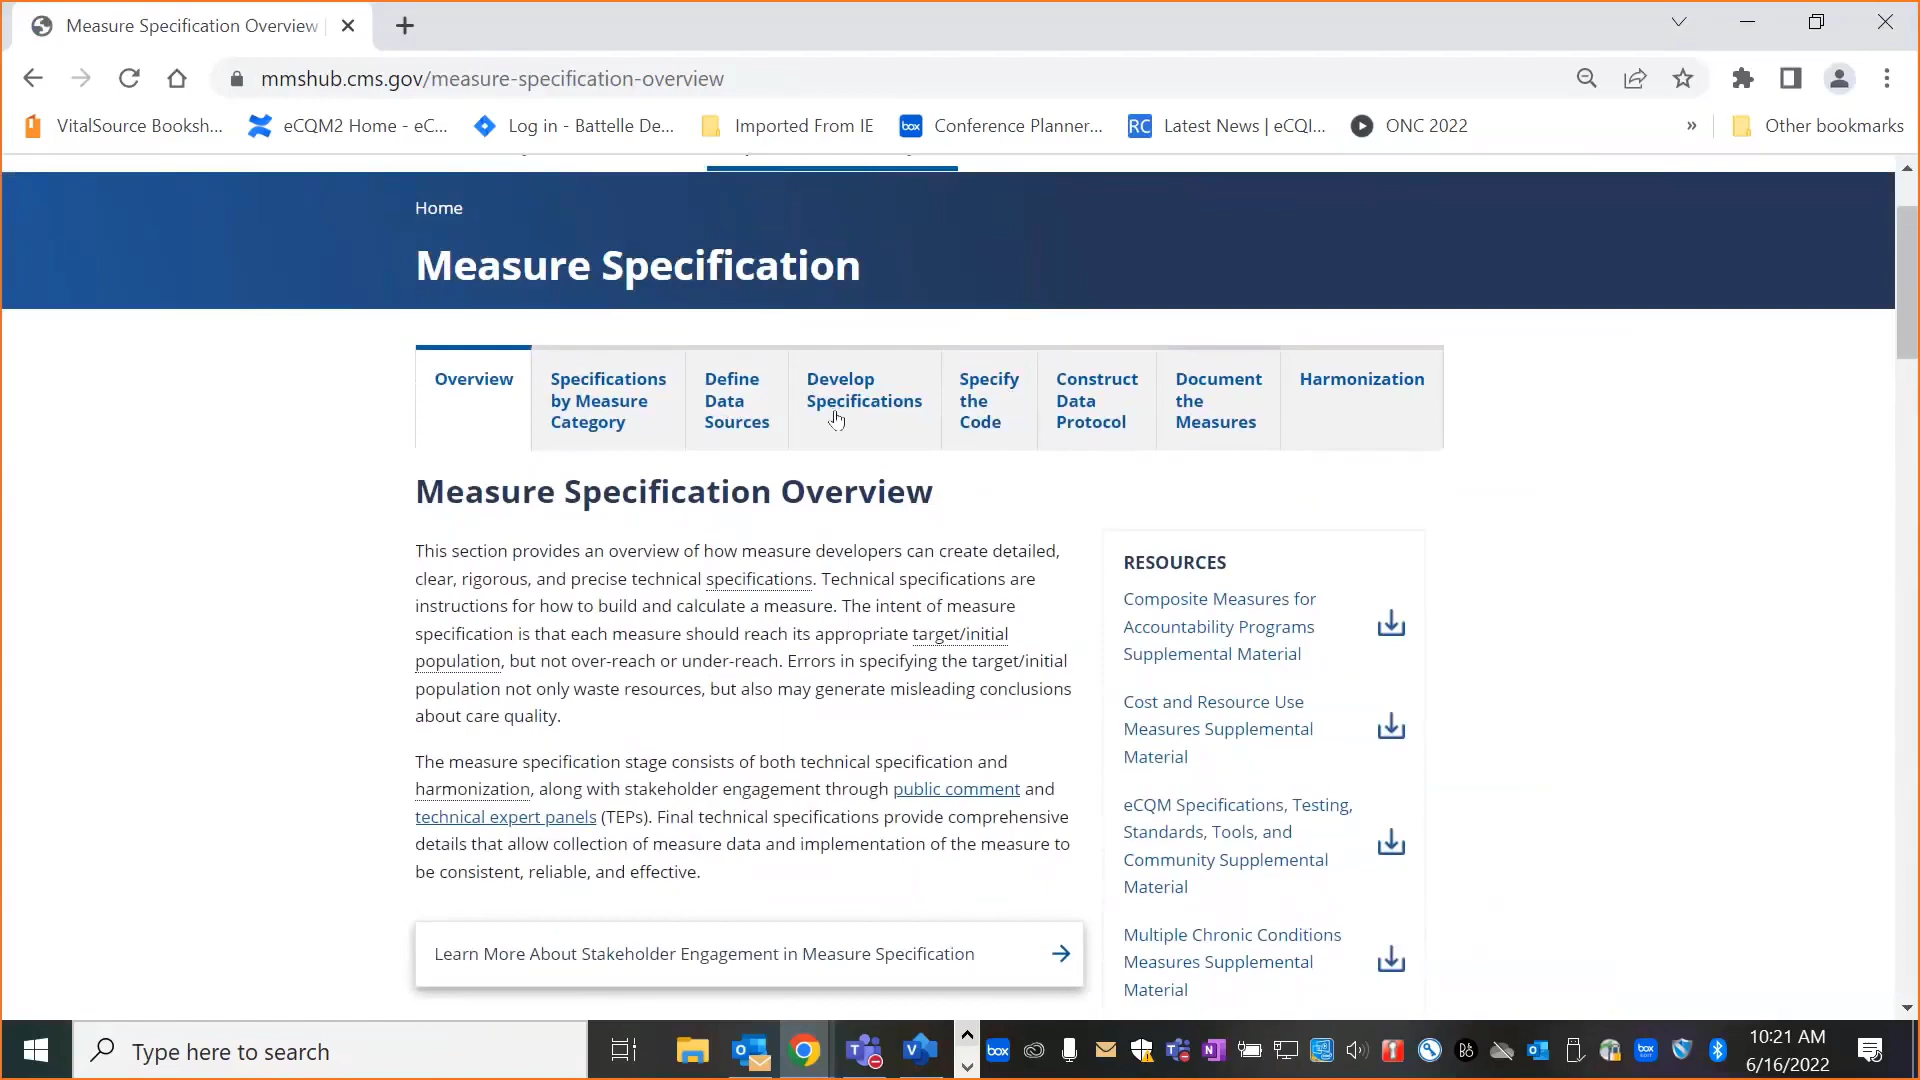 Measure Specification Overview
mmshub.cms.gov/measure-specification-overview
VitalSource Booksh...
eCQM2 Home - eC...
Log in - Battelle De...
Imported From IE
box
Conference Planner...
RC
Latest News | eCQI...
ONC 2022
»
Other bookmarks
Home
Measure Specification
Overview
Specifications
by Measure
Category
Define
Data
Sources
Develop
Specifications
Specify
the
Code
Construct
Data
Protocol
Document
the
Measures
Harmonization
Measure Specification Overview
This section provides an overview of how measure developers can create detailed,
clear, rigorous, and precise technical specifications. Technical specifications are
instructions for how to build and calculate a measure. The intent of measure
specification is that each measure should reach its appropriate target/initial
population, but not over-reach or under-reach. Errors in specifying the target/initial
population not only waste resources, but also may generate misleading conclusions
about care quality.
The measure specification stage consists of both technical specification and
harmonization, along with stakeholder engagement through public comment and
technical expert panels (TEPs). Final technical specifications provide comprehensive
details that allow collection of measure data and implementation of the measure to
be consistent, reliable, and effective.
Learn More About Stakeholder Engagement in Measure Specification
RESOURCES
Composite Measures for
Accountability Programs
Supplemental Material
Cost and Resource Use
Measures Supplemental
Material
eCQM Specifications, Testing,
Standards, Tools, and
Community Supplemental
Material
Multiple Chronic Conditions
Measures Supplemental
Material
Type here to search
box
box
10:21 AM
6/16/2022